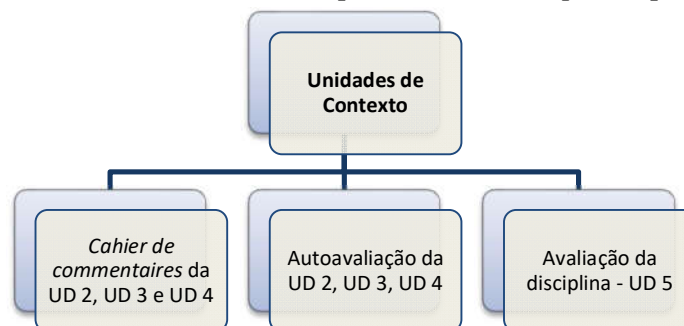 Unidades de
Contexto
Cahier de
commentaires da
UD 2, UD 3 e UD 4
Autoavaliação da
UD 2, UD 3, UD 4
Avaliação da
disciplina - UD 5